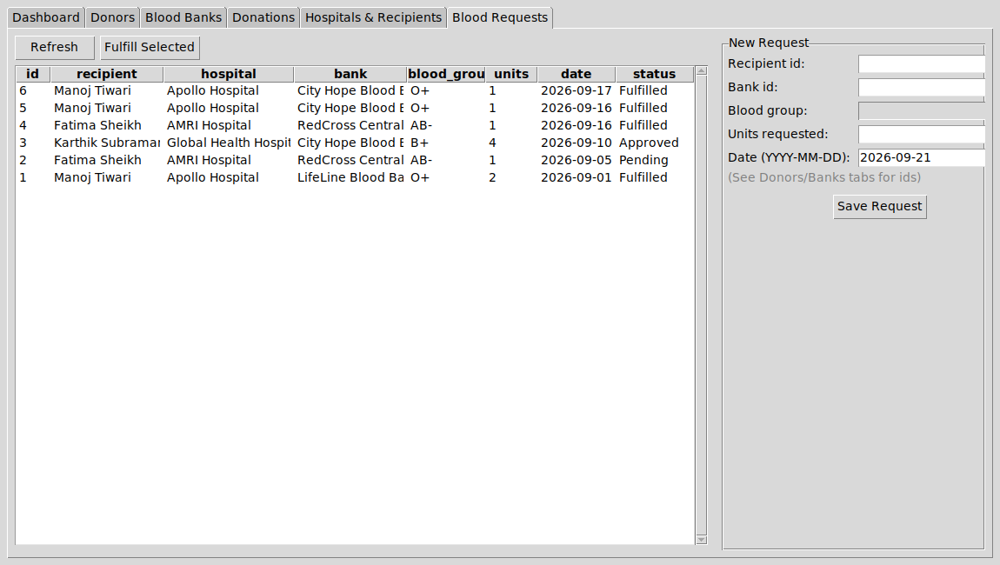 Dashboard Donors Blood Banks Donations Hospitals & Recipients Blood Requests
Refresh Fulfill Selected
id recipient hospital bank blood_grou units date status
6 Manoj Tiwari Apollo Hospital City Hope Blood B O+ 1 2026-09-17 Fulfilled
5 Manoj Tiwari Apollo Hospital City Hope Blood B O+ 1 2026-09-16 Fulfilled
4 Fatima Sheikh AMRI Hospital RedCross Central AB- 1 2026-09-16 Fulfilled
3 Karthik Subramar Global Health Hospit City Hope Blood B B+ 4 2026-09-10 Approved
2 Fatima Sheikh AMRI Hospital RedCross Central AB- 1 2026-09-05 Pending
1 Manoj Tiwari Apollo Hospital LifeLine Blood Ba O+ 2 2026-09-01 Fulfilled
New Request
Recipient id:
Bank id:
Blood group:
Units requested:
Date (YYYY-MM-DD): 2026-09-21
(See Donors/Banks tabs for ids)
Save Request